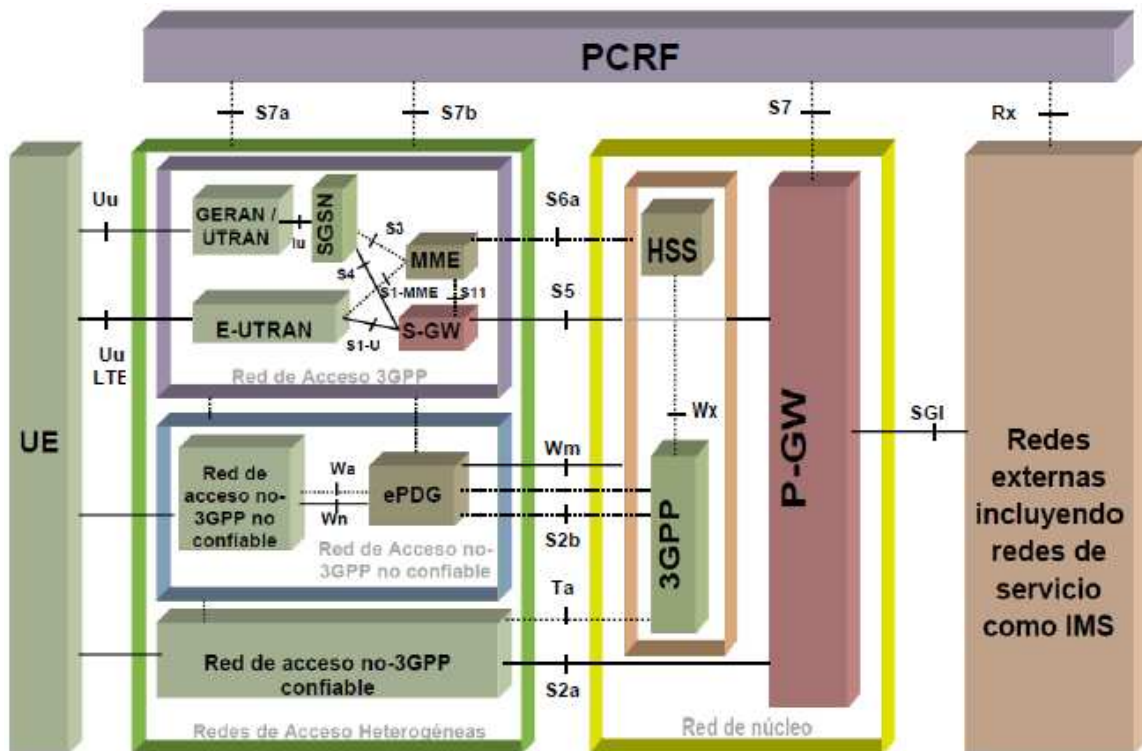 PCRF
S7a
S7b
S7
Rx
UE
Uu
Uu
LTE
GERAN /
UTRAN
Iu
SGSN
S3
S4
MME
S1-MME
S11
E-UTRAN
S1-U
S-GW
Red de Acceso 3GPP
S6a
S5
HSS
Wx
3GPP
P-GW
SGI
Red de
acceso no-
3GPP no
confiable
Wa
Wn
ePDG
Red de Acceso no-
3GPP no confiable
Wm
S2b
Ta
S2a
Red de acceso no-3GPP
confiable
Redes de Acceso Heterogéneas
Red de núcleo
Redes
externas
incluyendo
redes de
servicio
como IMS